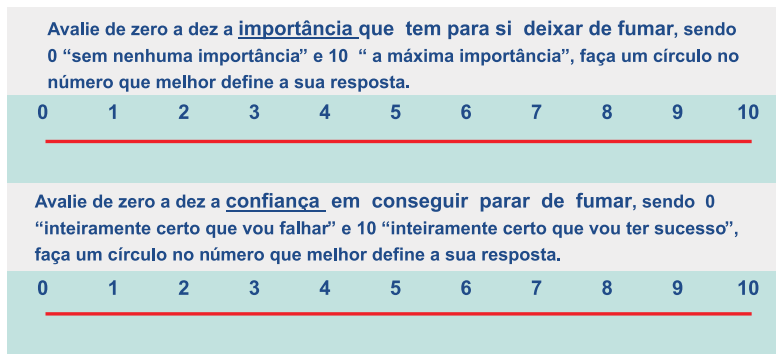 Avalie de zero a dez a importância que tem para si deixar de fumar, sendo
0 “sem nenhuma importância” e 10 “ a máxima importância”, faça um círculo no
número que melhor define a sua resposta.
0 1 2 3 4 5 6 7 8 9 10
Avalie de zero a dez a confiança em conseguir parar de fumar, sendo 0
“inteiramente certo que vou falhar” e 10 “inteiramente certo que vou ter sucesso”,
faça um círculo no número que melhor define a sua resposta.
0 1 2 3 4 5 6 7 8 9 10